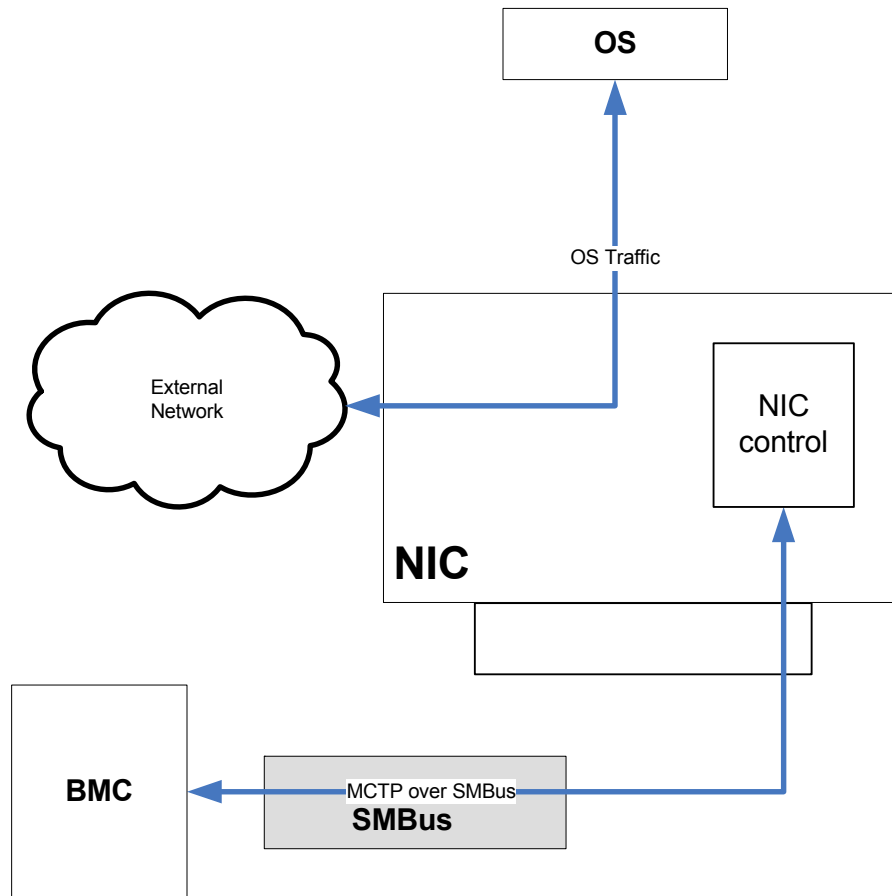 OS
OS Traffic
External
Network
NIC
control
NIC
BMC
MCTP over SMBus
SMBus